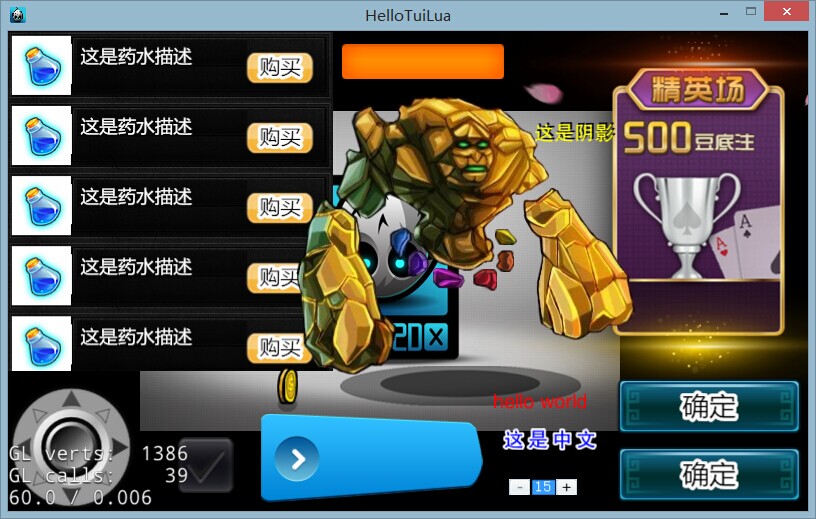 HelloTuiLua
这是药水描述
购买
这是药水描述
购买
这是药水描述
购买
这是药水描述
购买
这是药水描述
购买
这是阴影
精英场
500豆底注
A
A
2DX
hello world
这是中文
- 15 +
确定
确定
GL verts: 1386
GL calls: 39
60.0 / 0.006